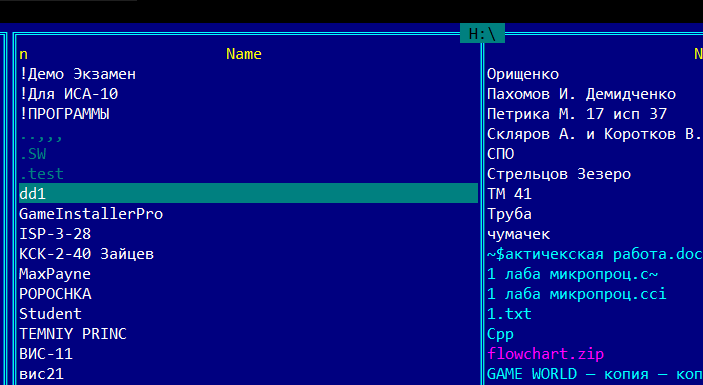 H:\
n Name N
!Демо Экзамен
!Для ИСА-10
!ПРОГРАММЫ
..,,,
.SW
.test
dd1
GameInstallerPro
ISP-3-28
КСК-2-40 Зайцев
MaxPayne
POPOCHKA
Student
TEMNIY PRINC
ВИС-11
вис21
Орищенко
Пахомов И. Демидченко
Петрика М. 17 исп 37
Скляров А. и Коротков В.
СПО
Стрельцов Зезеро
ТМ 41
Труба
чумачек
~$актичекская работа.doc
1 лаба микропроц.c~
1 лаба микропроц.cci
1.txt
Cpp
flowchart.zip
GAME WORLD — копия — коп